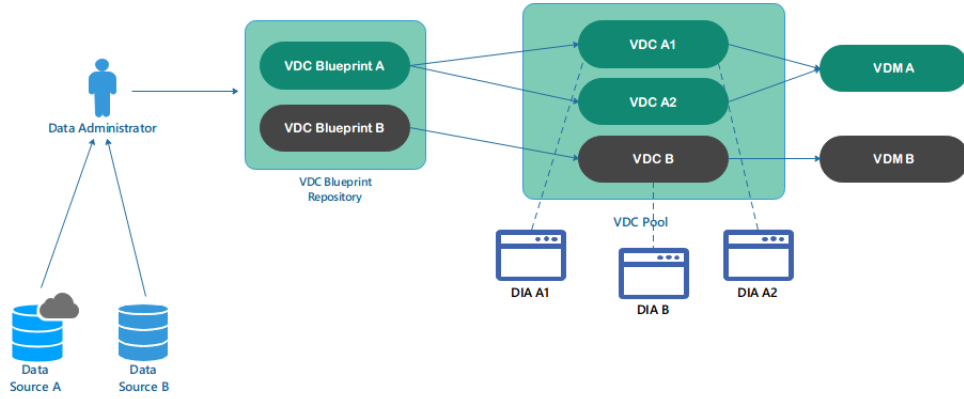 VDC Blueprint A
VDC Blueprint B
VDC Blueprint
Repository
VDC A1
VDC A2
VDC B
VDC Pool
VDM A
VDM B
Data Administrator
DIA A1
DIA B
DIA A2
Data
Source A
Data
Source B